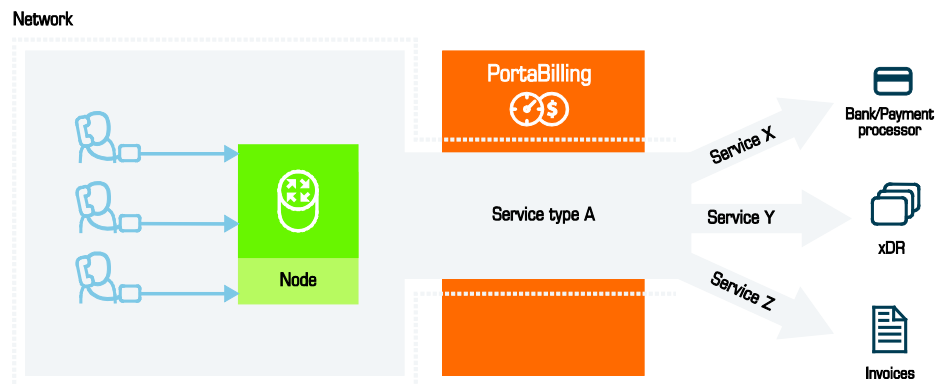 Network
PortaBilling
$
Node
Service type A
Service X
Service Y
Service Z
Bank/Payment
processor
xDR
Invoices